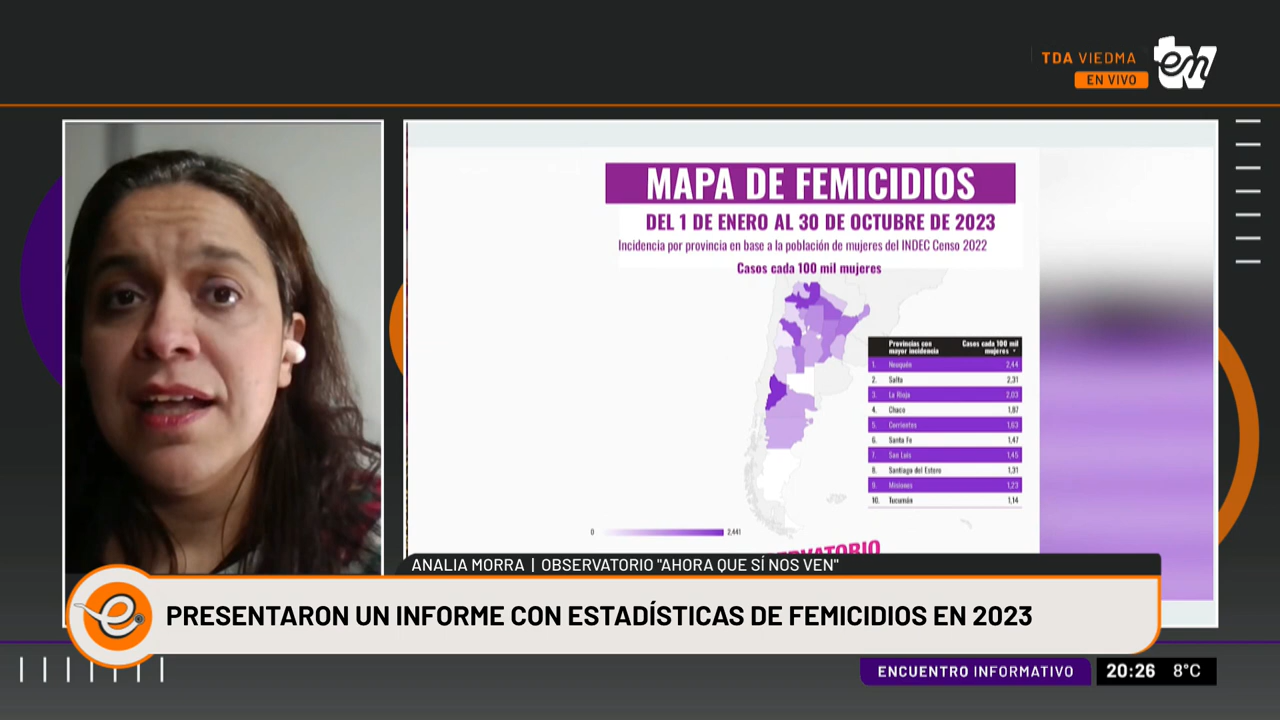 TDA VIEDMA
EN VIVO
tv em
MAPA DE FEMICIDIOS
DEL 1 DE ENERO AL 30 DE OCTUBRE DE 2023
Incidencia por provincia en base a la población de mujeres del INDEC Censo 2022
Casos cada 100 mil mujeres
Provincias con mayor incidencia Casos cada 100 mil mujeres
1. Neuquén 2,44
2. Salta 2,31
3. La Rioja 2,03
4. Chaco 1,87
5. Corrientes 1,63
6. Santa Fe 1,47
7. San Luis 1,45
8. Santiago del Estero 1,31
9. Misiones 1,23
10. Tucumán 1,14
0 2,441
ANALIA MORRA | OBSERVATORIO "AHORA QUE SÍ NOS VEN"
e
PRESENTARON UN INFORME CON ESTADÍSTICAS DE FEMICIDIOS EN 2023
ENCUENTRO INFORMATIVO
20:26 8°C